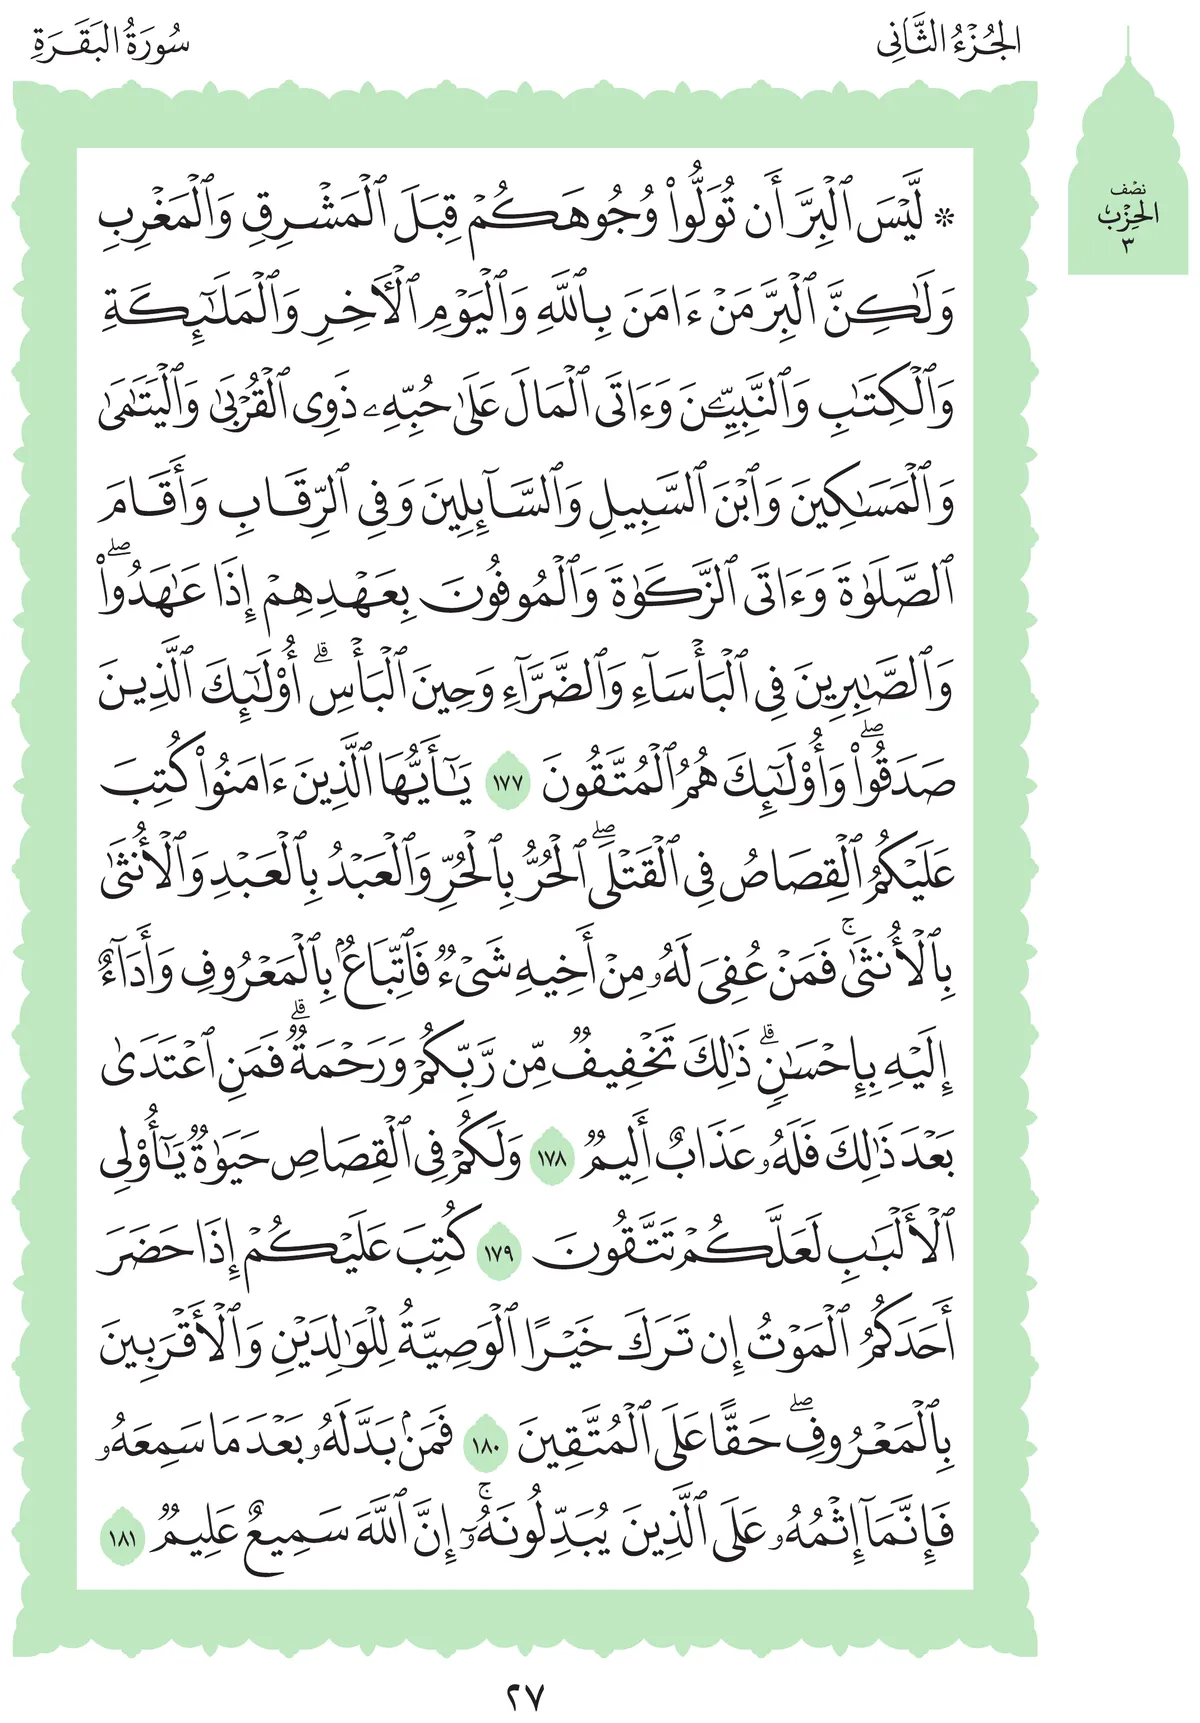 الجُزْءُ الثَّانِي
سُورَةُ البَقَرَةِ
نصف
الحِزْب
٣
۞ لَّيْسَ ٱلْبِرَّ أَن تُوَلُّوا۟ وُجُوهَكُمْ قِبَلَ ٱلْمَشْرِقِ وَٱلْمَغْرِبِ
وَلَٰكِنَّ ٱلْبِرَّ مَنْ ءَامَنَ بِٱللَّهِ وَٱلْيَوْمِ ٱلْـَٔاخِرِ وَٱلْمَلَٰٓئِكَةِ
وَٱلْكِتَٰبِ وَٱلنَّبِيِّـۧنَ وَءَاتَى ٱلْمَالَ عَلَىٰ حُبِّهِۦ ذَوِى ٱلْقُرْبَىٰ وَٱلْيَتَٰمَىٰ
وَٱلْمَسَٰكِينَ وَٱبْنَ ٱلسَّبِيلِ وَٱلسَّآئِلِينَ وَفِى ٱلرِّقَابِ وَأَقَامَ
ٱلصَّلَوٰةَ وَءَاتَى ٱلزَّكَوٰةَ وَٱلْمُوفُونَ بِعَهْدِهِمْ إِذَا عَٰهَدُوا۟ۖ
وَٱلصَّٰبِرِينَ فِى ٱلْبَأْسَآءِ وَٱلضَّرَّآءِ وَحِينَ ٱلْبَأْسِۗ أُو۟لَٰٓئِكَ ٱلَّذِينَ
صَدَقُوا۟ۖ وَأُو۟لَٰٓئِكَ هُمُ ٱلْمُتَّقُونَ ١٧٧ يَٰٓأَيُّهَا ٱلَّذِينَ ءَامَنُوا۟ كُتِبَ
عَلَيْكُمُ ٱلْقِصَاصُ فِى ٱلْقَتْلَىۖ ٱلْحُرُّ بِٱلْحُرِّ وَٱلْعَبْدُ بِٱلْعَبْدِ وَٱلْأُنثَىٰ
بِٱلْأُنثَىٰۚ فَمَنْ عُفِىَ لَهُۥ مِنْ أَخِيهِ شَىْءٌ فَٱتِّبَاعٌۢ بِٱلْمَعْرُوفِ وَأَدَآءٌ
إِلَيْهِ بِإِحْسَٰنٍۗ ذَٰلِكَ تَخْفِيفٌ مِّن رَّبِّكُمْ وَرَحْمَةٌۗ فَمَنِ ٱعْتَدَىٰ
بَعْدَ ذَٰلِكَ فَلَهُۥ عَذَابٌ أَلِيمٌ ١٧٨ وَلَكُمْ فِى ٱلْقِصَاصِ حَيَوٰةٌ يَٰٓأُو۟لِى
ٱلْأَلْبَٰبِ لَعَلَّكُمْ تَتَّقُونَ ١٧٩ كُتِبَ عَلَيْكُمْ إِذَا حَضَرَ
أَحَدَكُمُ ٱلْمَوْتُ إِن تَرَكَ خَيْرًا ٱلْوَصِيَّةُ لِلْوَٰلِدَيْنِ وَٱلْأَقْرَبِينَ
بِٱلْمَعْرُوفِۖ حَقًّا عَلَى ٱلْمُتَّقِينَ ١٨٠ فَمَنۢ بَدَّلَهُۥ بَعْدَ مَا سَمِعَهُۥ
فَإِنَّمَآ إِثْمُهُۥ عَلَى ٱلَّذِينَ يُبَدِّلُونَهُۥٓۚ إِنَّ ٱللَّهَ سَمِيعٌ عَلِيمٌ ١٨١
٢٧